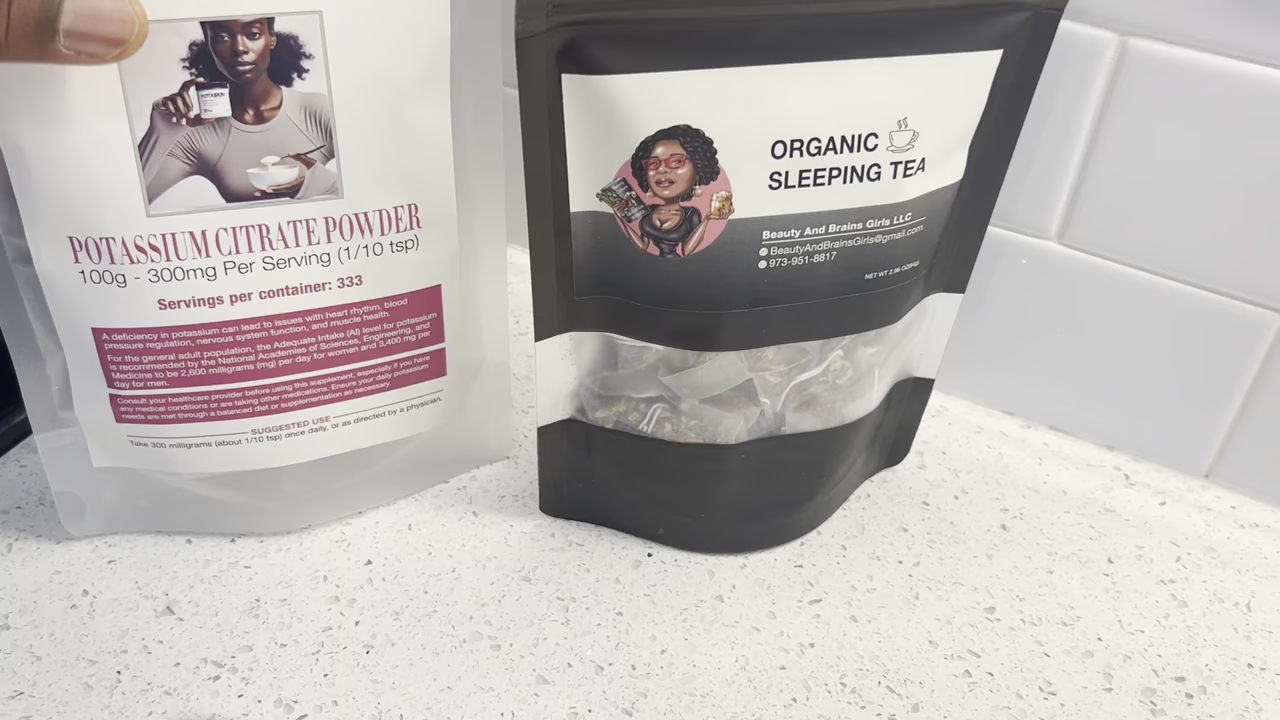 POTASSIUM CITRATE POWDER
100g - 300mg Per Serving (1/10 tsp)
Servings per container: 333
A deficiency in potassium can lead to issues with heart rhythm, blood
pressure regulation, nervous system function, and muscle health.
For the general adult population, the Adequate Intake (AI) level for potassium
is recommended by the National Academies of Sciences, Engineering, and
Medicine to be 2,600 milligrams (mg) per day for women and 3,400 mg per
day for men.
Consult your healthcare provider before using this supplement, especially if you have
any medical conditions or are taking other medications. Ensure your daily potassium
needs are met through a balanced diet or supplementation as necessary.
SUGGESTED USE
Take 300 milligrams (about 1/10 tsp) once daily, or as directed by a physician.
ORGANIC
SLEEPING TEA
Beauty And Brains Girls LLC
BeautyAndBrainsGirls@gmail.com
973-951-8817